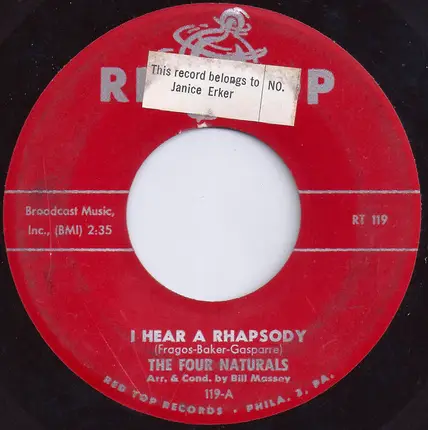 RE P
This record belongs to
Janice Erker
NO.
Broadcast Music,
Inc., (BMI) 2:35
RT 119
I HEAR A RHAPSODY
(Fragos-Baker-Gasparre)
THE FOUR NATURALS
Arr. & Cond. by Bill Massey
119-A
RED TOP RECORDS • PHILA. 3, PA.